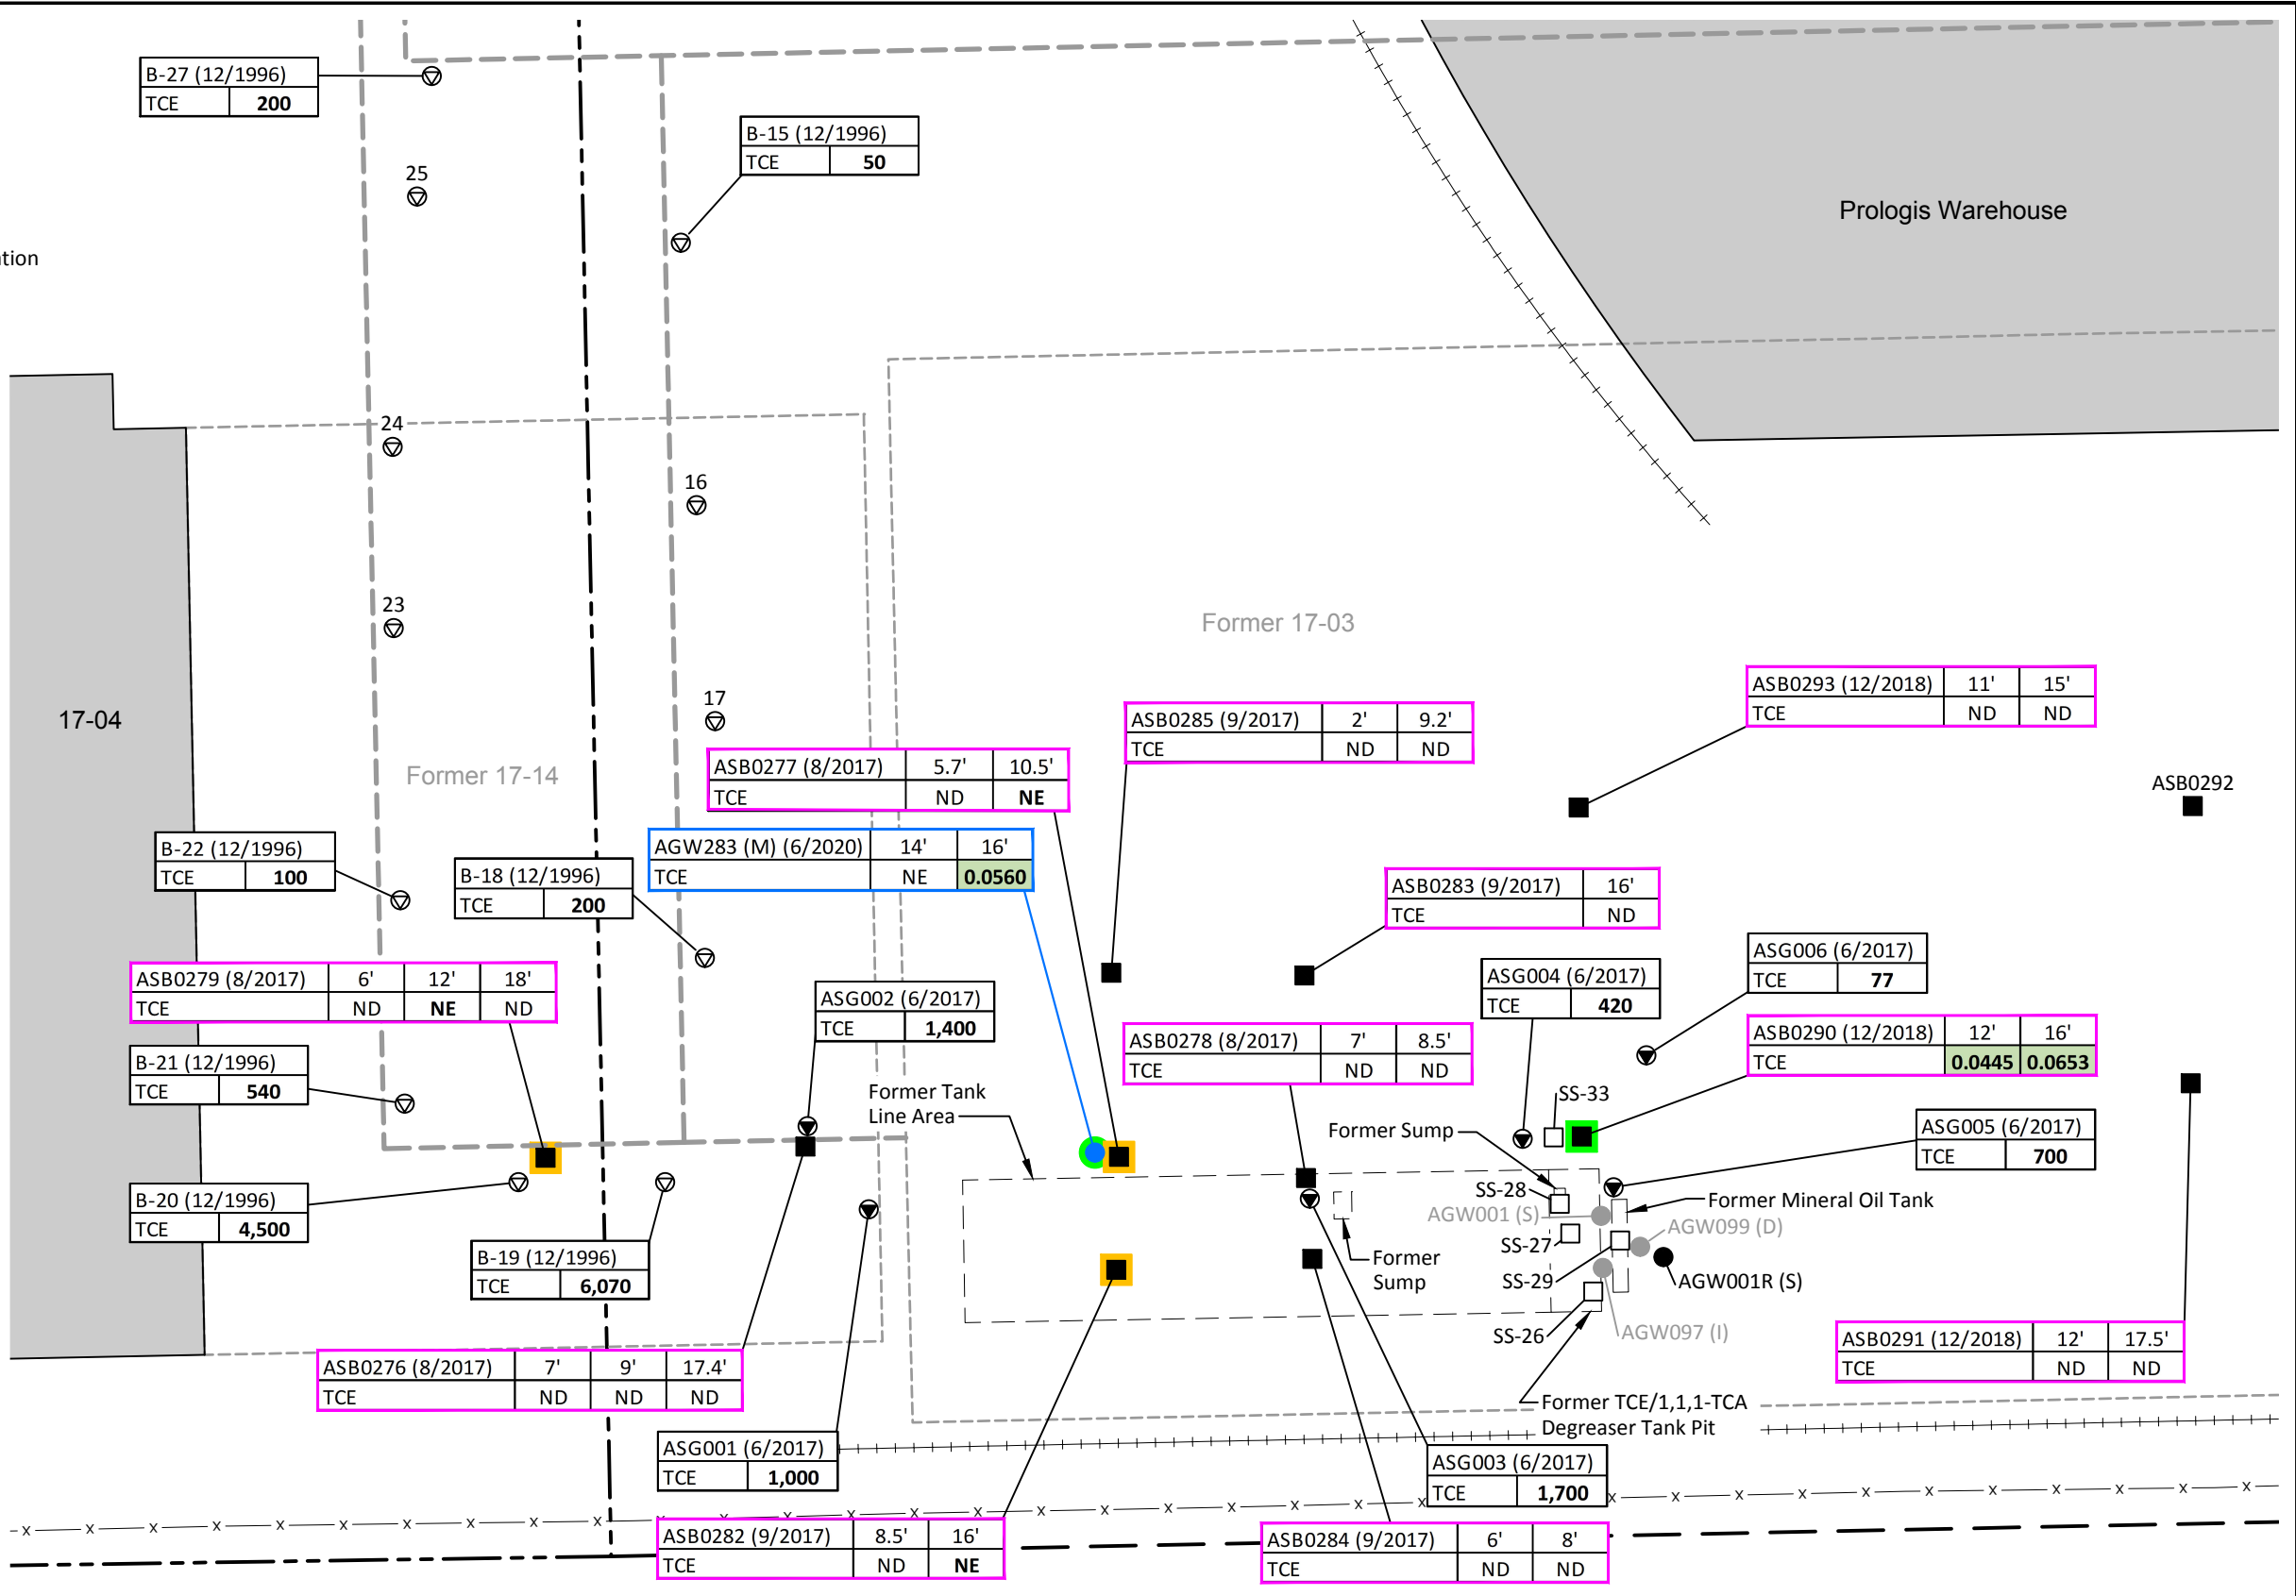 B-27 (12/1996)
TCE 200
B-15 (12/1996)
TCE 50
25
Prologis Warehouse
tion
24
16
23
Former 17-03
17-04
17
ASB0293 (12/2018) 11' 15'
TCE ND ND
ASB0285 (9/2017) 2' 9.2'
TCE ND ND
Former 17-14
ASB0277 (8/2017) 5.7' 10.5'
TCE ND NE
ASB0292
B-22 (12/1996)
TCE 100
AGW283 (M) (6/2020) 14' 16'
TCE NE 0.0560
B-18 (12/1996)
TCE 200
ASB0283 (9/2017) 16'
TCE ND
ASG006 (6/2017)
TCE 77
ASG004 (6/2017)
TCE 420
ASB0279 (8/2017) 6' 12' 18'
TCE ND NE ND
ASG002 (6/2017)
TCE 1,400
ASB0278 (8/2017) 7' 8.5'
TCE ND ND
ASB0290 (12/2018) 12' 16'
TCE 0.0445 0.0653
B-21 (12/1996)
TCE 540
Former Tank
Line Area
SS-33
Former Sump
ASG005 (6/2017)
TCE 700
B-20 (12/1996)
TCE 4,500
SS-28
Former Mineral Oil Tank
AGW001 (S)
AGW099 (D)
SS-27
B-19 (12/1996)
TCE 6,070
Former
Sump
SS-29
AGW001R (S)
SS-26
AGW097 (I)
ASB0291 (12/2018) 12' 17.5'
TCE ND ND
ASB0276 (8/2017) 7' 9' 17.4'
TCE ND ND ND
Former TCE/1,1,1-TCA
Degreaser Tank Pit
ASG001 (6/2017)
TCE 1,000
ASG003 (6/2017)
TCE 1,700
ASB0282 (9/2017) 8.5' 16'
TCE ND NE
ASB0284 (9/2017) 6' 8'
TCE ND ND